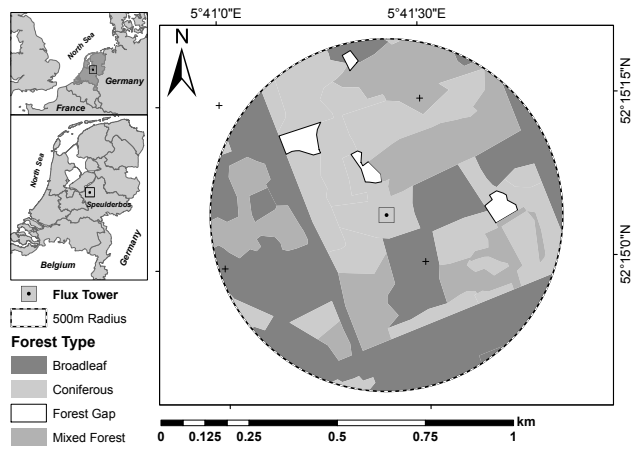 5°41'0"E
5°41'30"E
North Sea
Germany
France
North Sea
Speulderbos
Belgium
Germany
N
52°15'15"N
52°15'0"N
Flux Tower
500m Radius
Forest Type
Broadleaf
Coniferous
Forest Gap
Mixed Forest
km
0 0.125 0.25 0.5 0.75 1